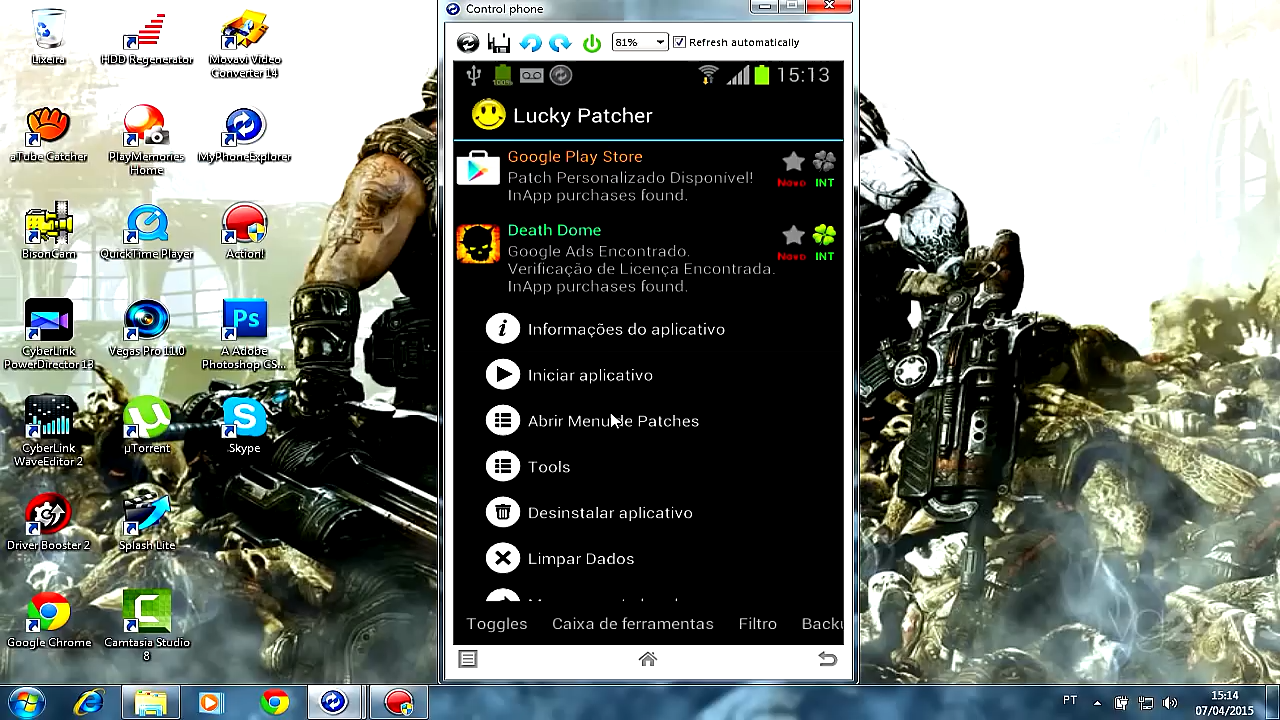 Control phone
81%
Refresh automatically
100%
15:13
Lucky Patcher
Google Play Store
Patch Personalizado Disponível!
InApp purchases found.
Novo
INT
Death Dome
Google Ads Encontrado.
Verificação de Licença Encontrada.
InApp purchases found.
Novo
INT
Informações do aplicativo
Iniciar aplicativo
Abrir Menu de Patches
Tools
Desinstalar aplicativo
Limpar Dados
Toggles
Caixa de ferramentas
Filtro
Backu
Lixeira
HDD Regenerator
Movavi Video
Converter 14
aTube Catcher
PlayMemories
Home
MyPhoneExplorer
BisonCam
QuickTime Player
Action!
CyberLink
PowerDirector 13
Vegas Pro 11.0
Ps
A Adobe
Photoshop CS...
CyberLink
WaveEditor 2
µTorrent
Skype
Driver Booster 2
Splash Lite
Google Chrome
Camtasia Studio
8
PT
15:14
07/04/2015